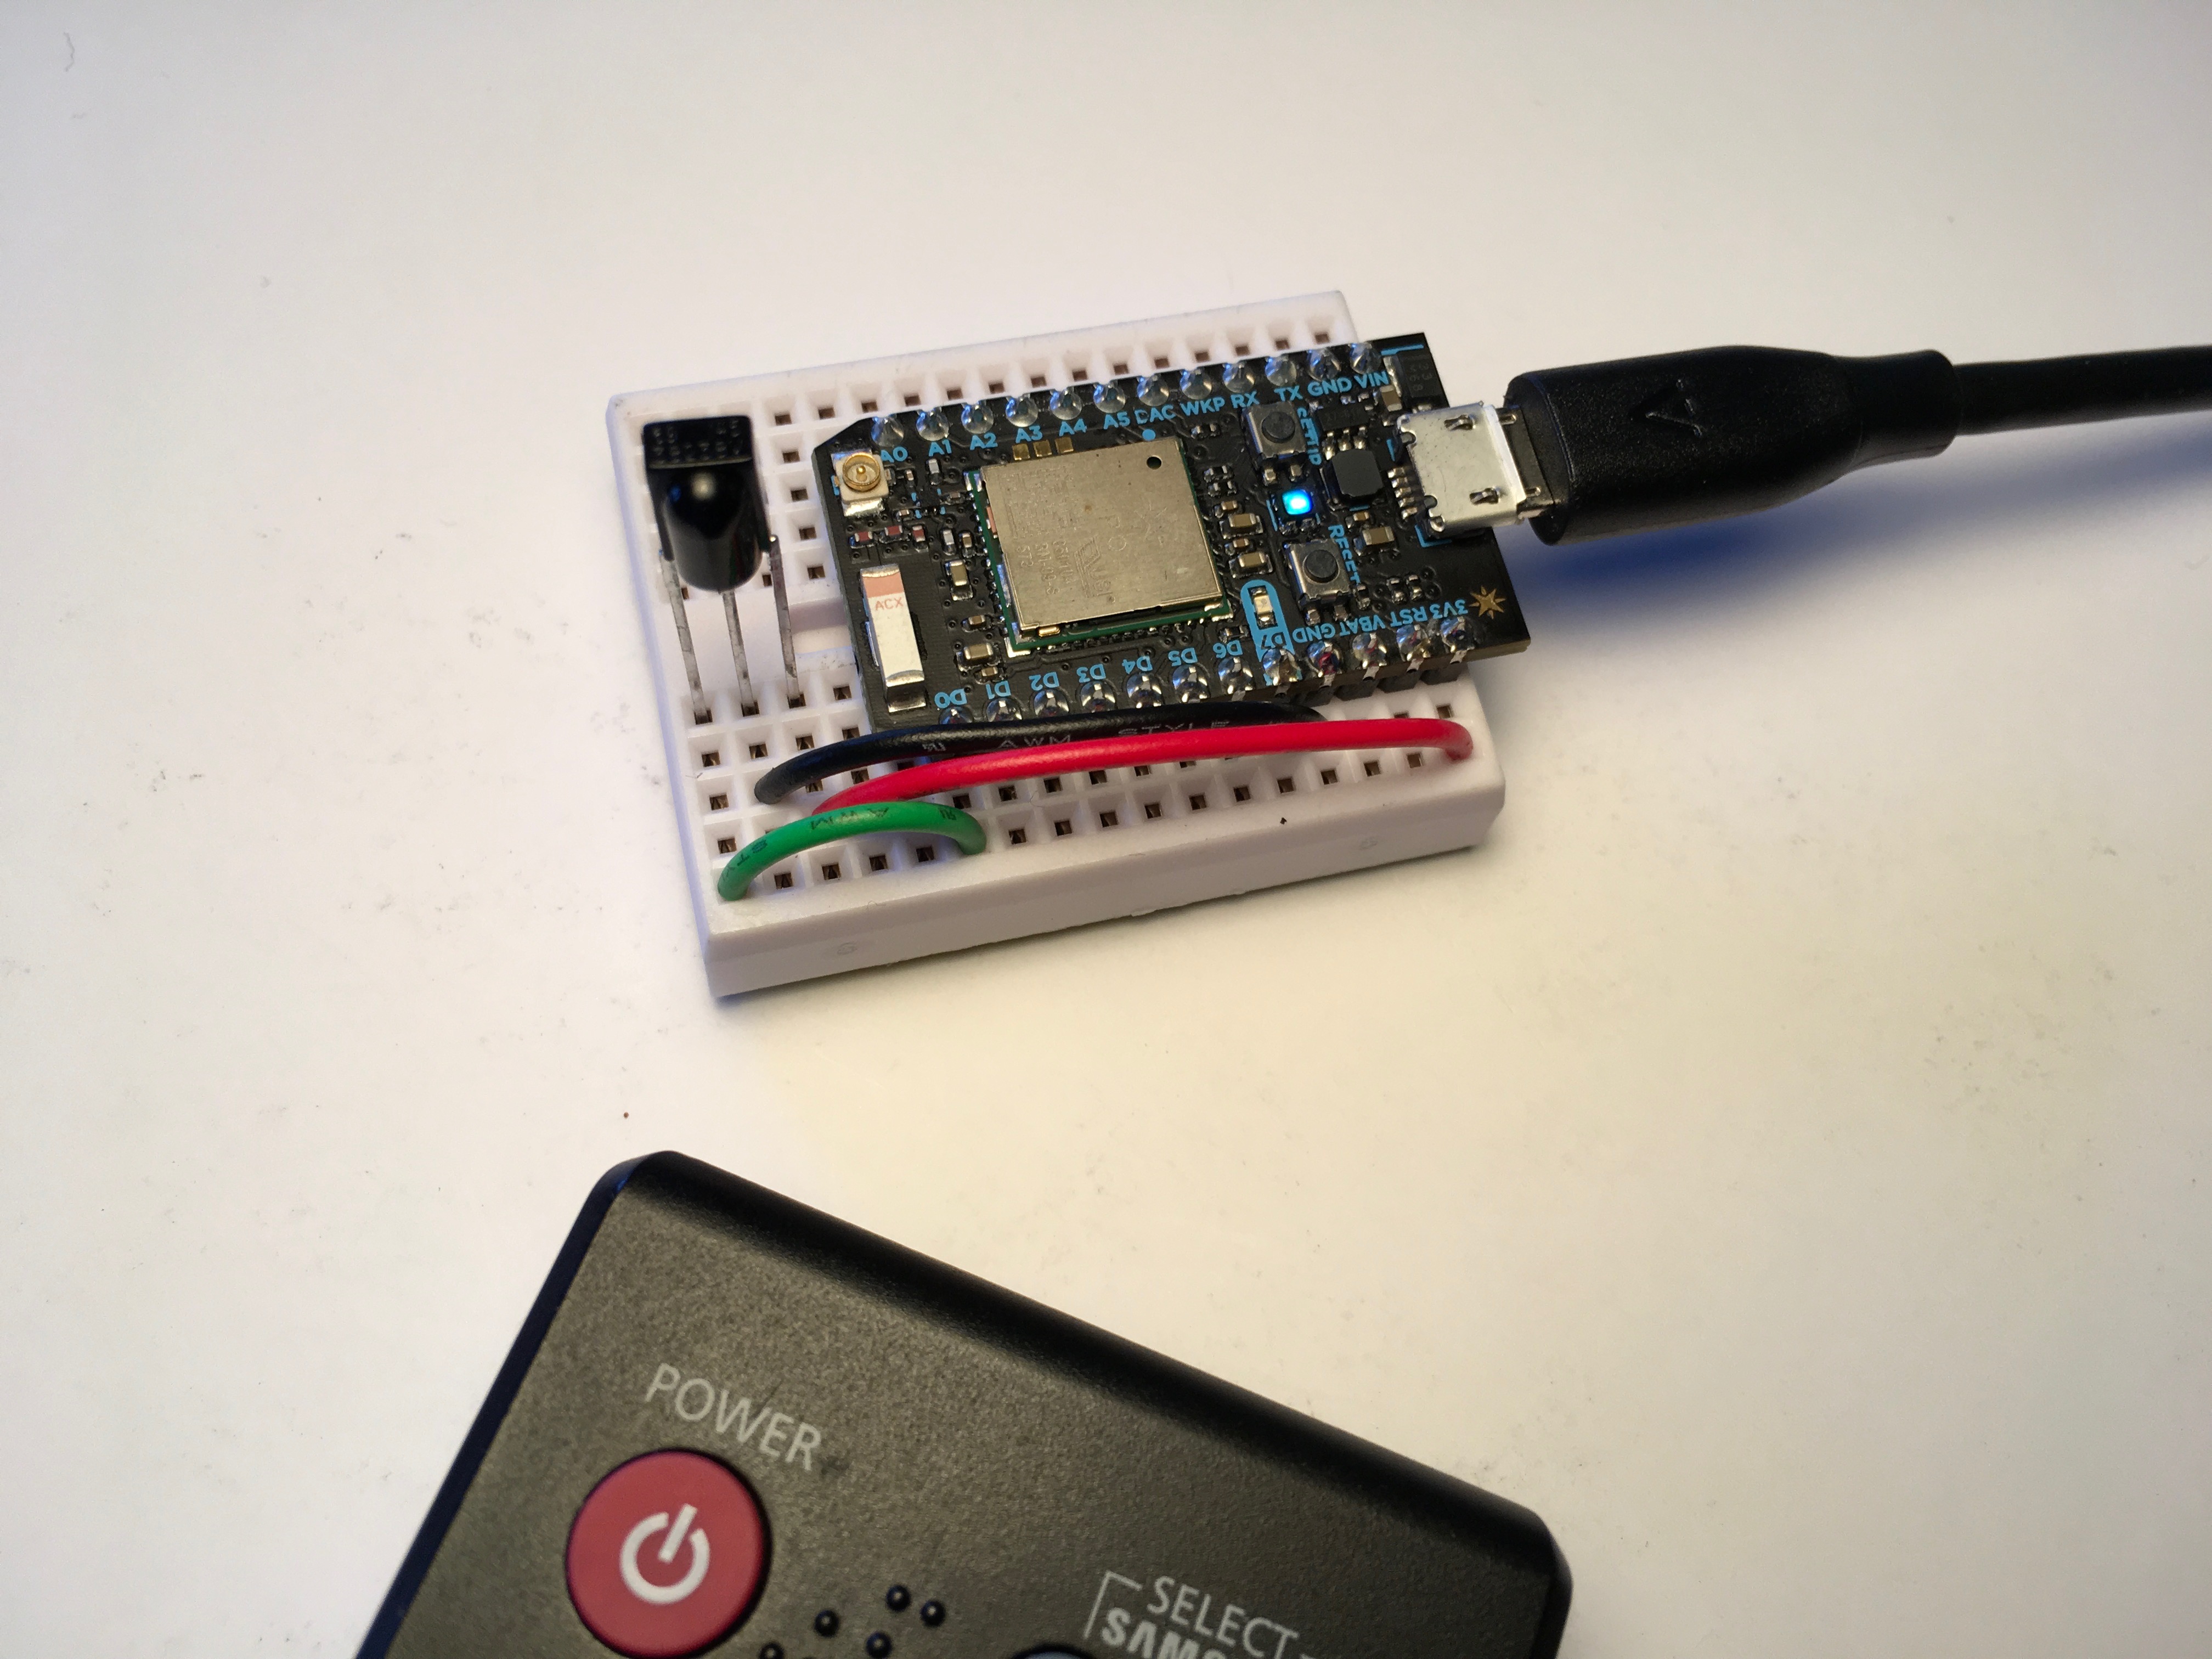 A0 A1 A2 A3 A4 A5 DAC WKP RX TX GND VIN
RESET
ACX
D0 D1 D2 D3 D4 D5 D6 D7 GND VBAT RST 3V3
AWM STYLE
AWM
ST
POWER
SELECT